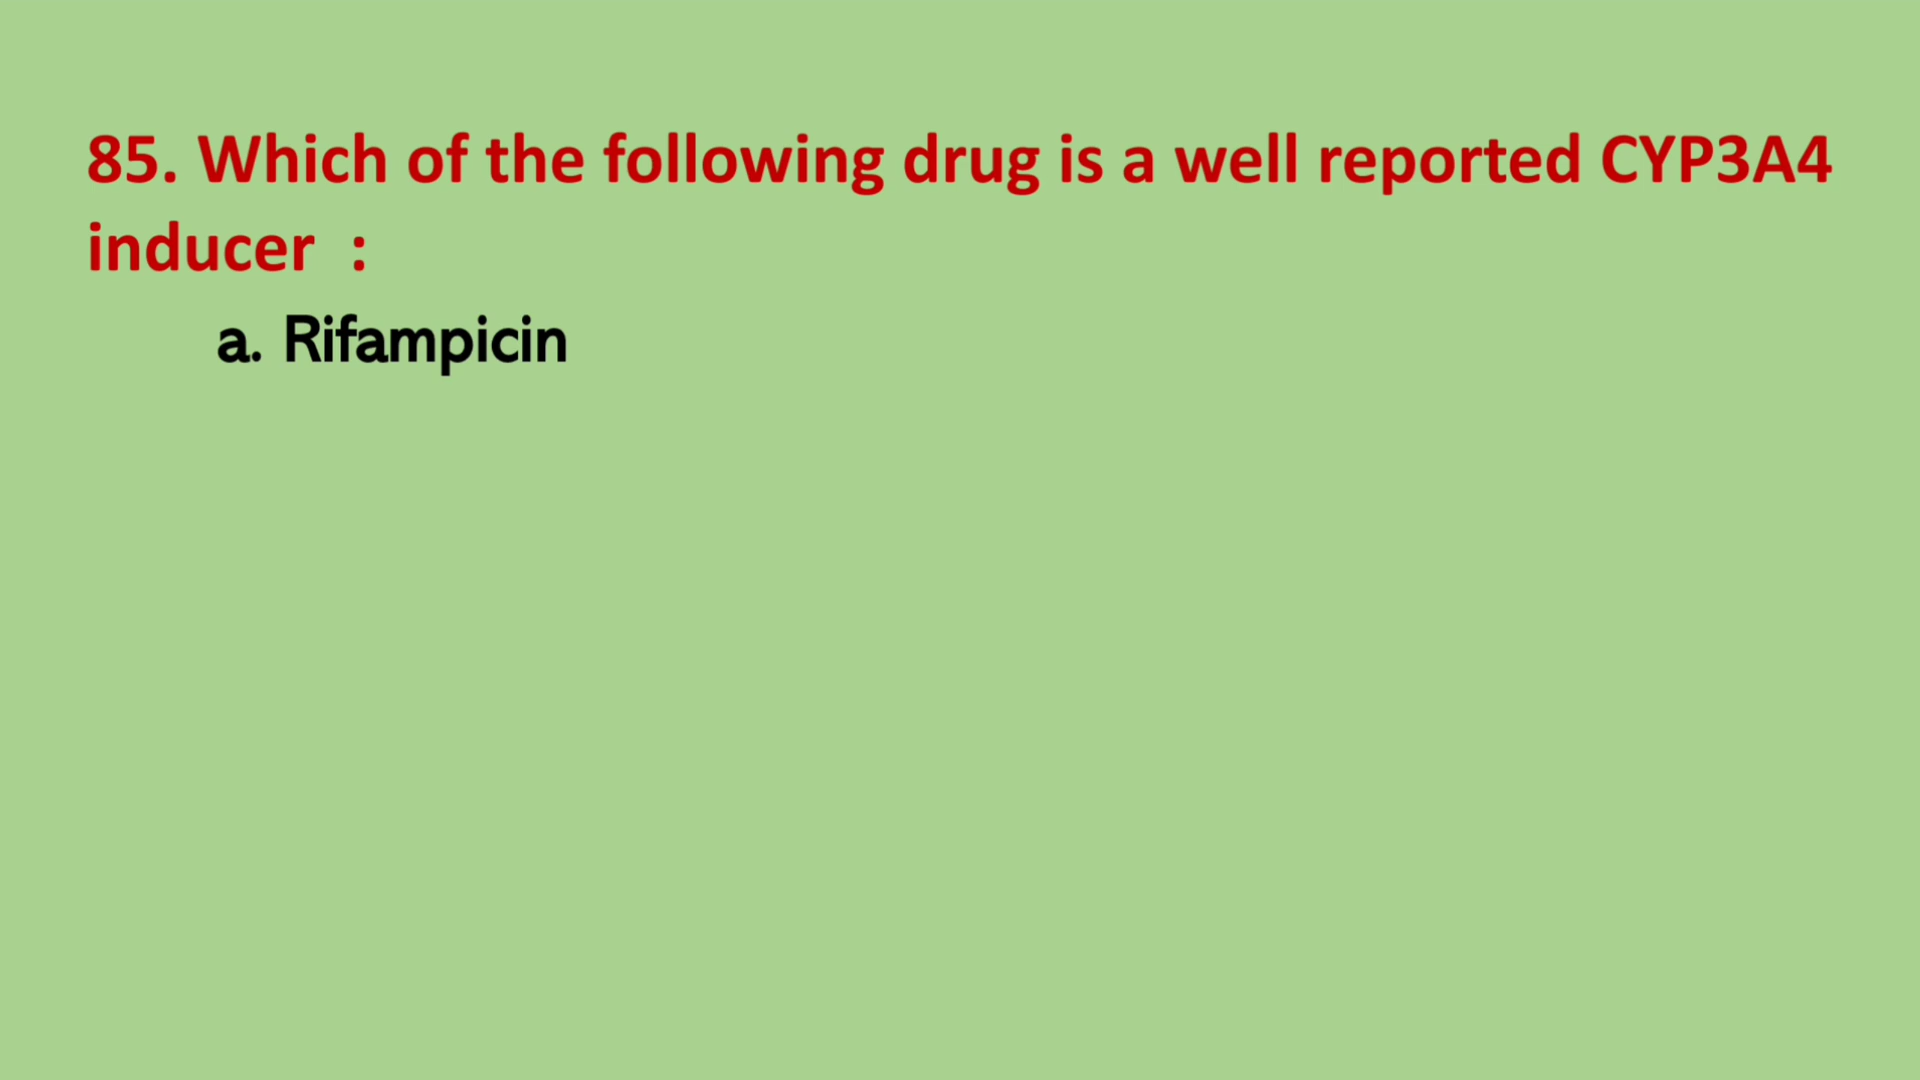 85. Which of the following drug is a well reported CYP3A4
inducer :
a. Rifampicin